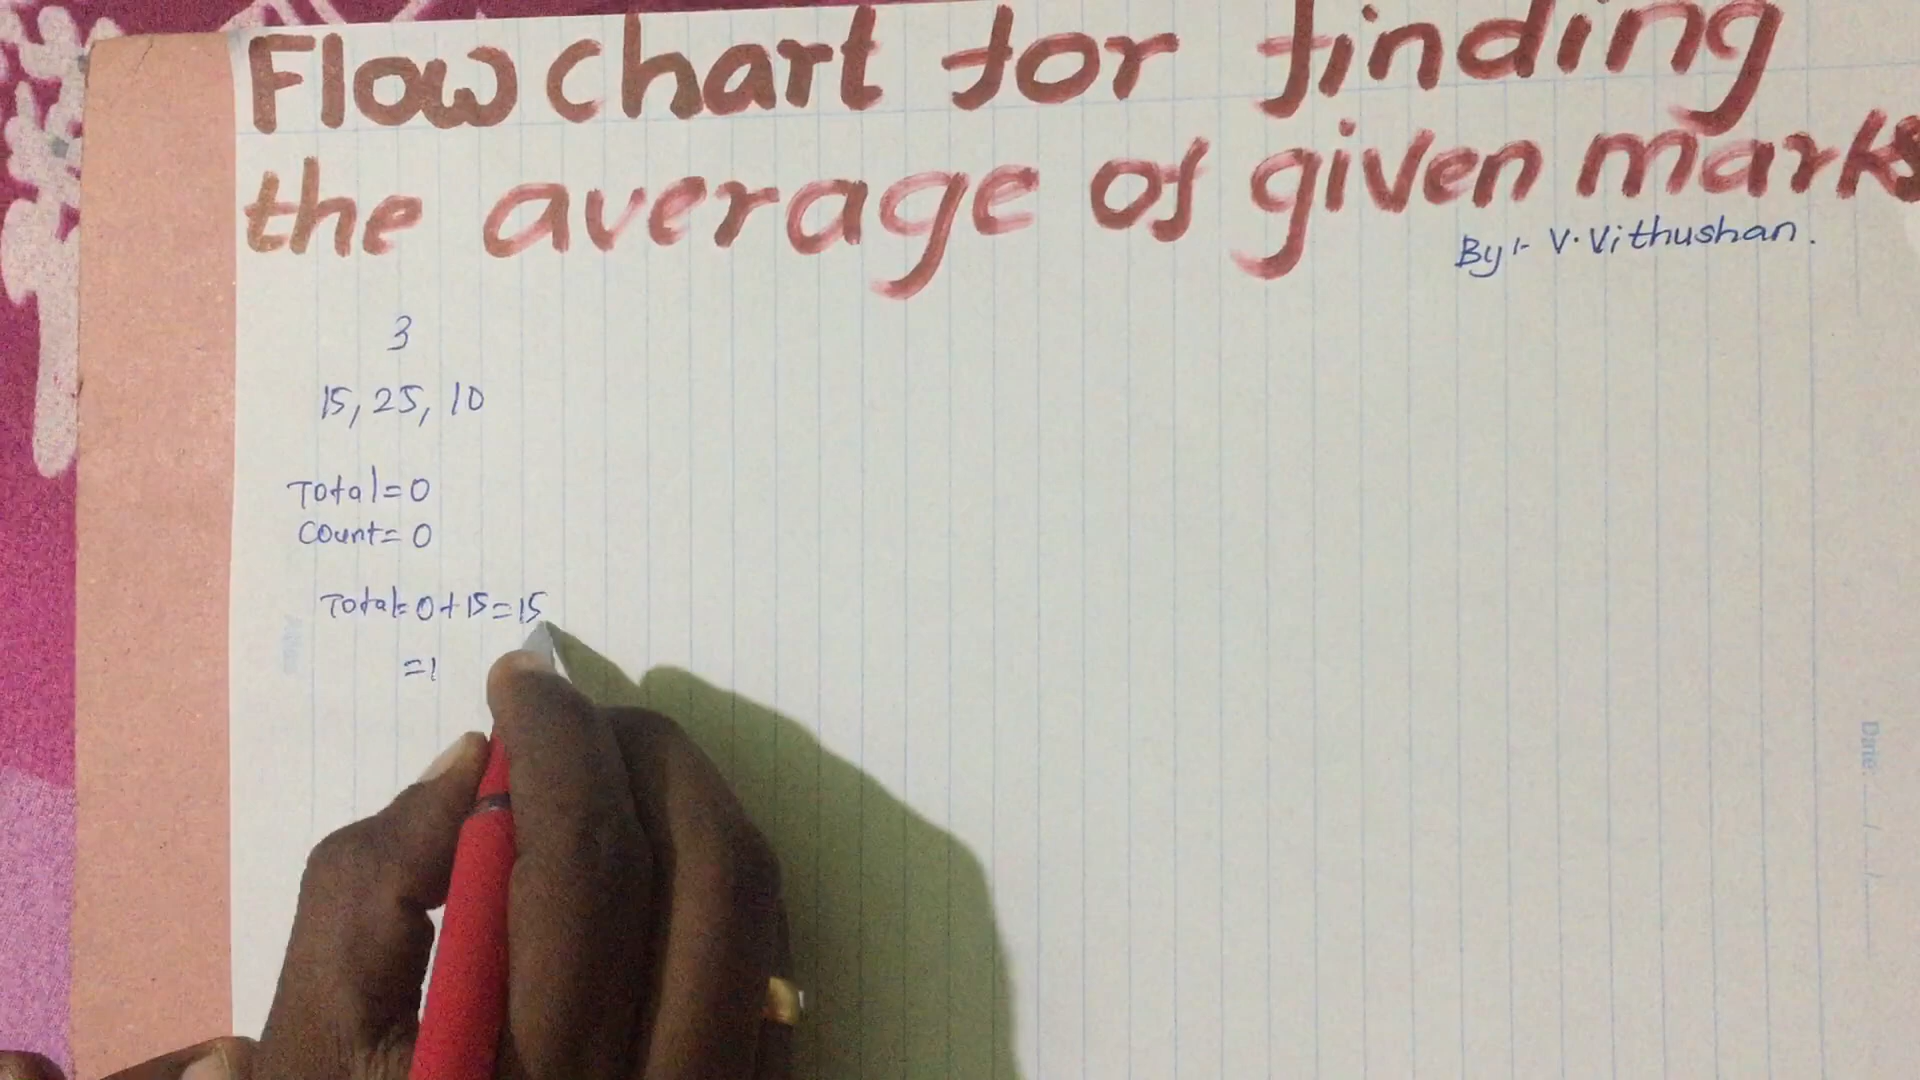 Flow chart for finding
the average of given marks
By:- V.Vithushan.
3
15, 25, 10
Total=0
Count=0
Total=0+15=15
=1
Date: